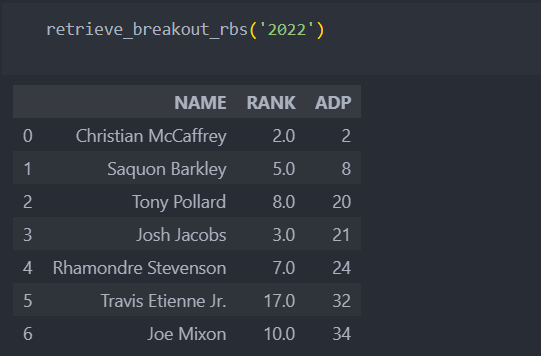 retrieve_breakout_rbs('2022')
NAME RANK ADP
0 Christian McCaffrey 2.0 2
1 Saquon Barkley 5.0 8
2 Tony Pollard 8.0 20
3 Josh Jacobs 3.0 21
4 Rhamondre Stevenson 7.0 24
5 Travis Etienne Jr. 17.0 32
6 Joe Mixon 10.0 34